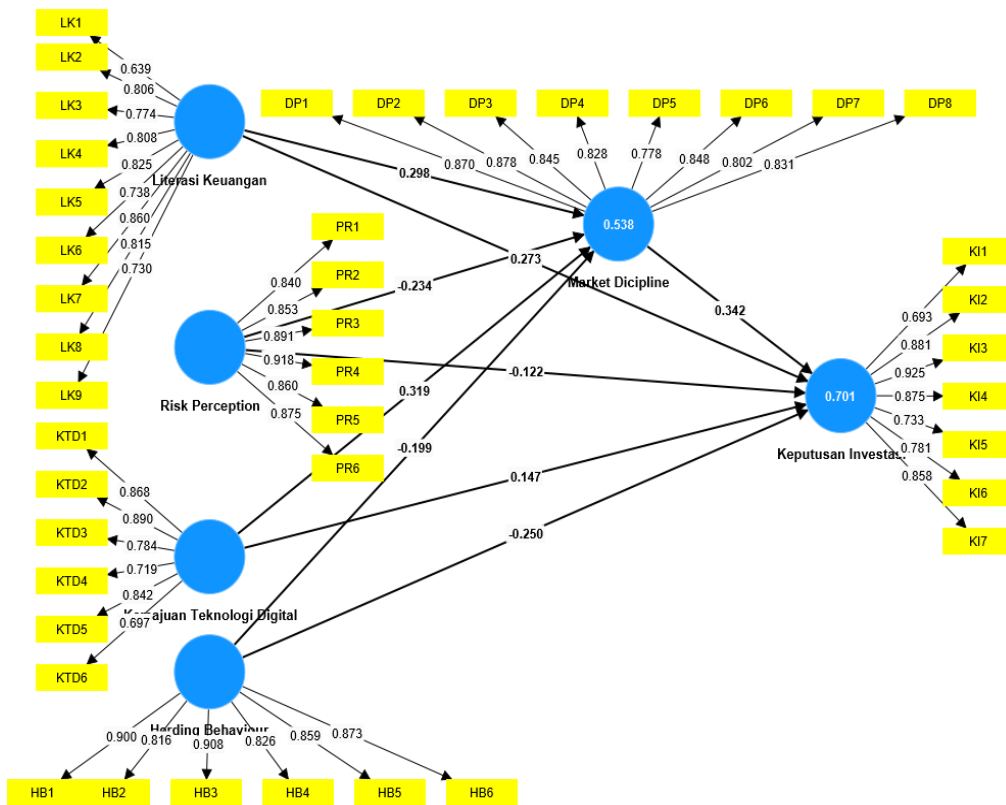 LK1
LK2
LK3
LK4
LK5
LK6
LK7
LK8
LK9
0.639
0.806
0.774
0.808
0.825
0.738
0.860
0.815
0.730
Literasi Keuangan
DP1
DP2
DP3
DP4
DP5
DP6
DP7
DP8
0.870
0.878
0.845
0.828
0.778
0.848
0.802
0.831
0.538
Market Dicipline
PR1
PR2
PR3
PR4
PR5
PR6
0.840
0.853
0.891
0.918
0.860
0.875
Risk Perception
0.298
0.273
-0.234
-0.122
0.319
0.147
-0.199
-0.250
0.342
KI1
KI2
KI3
KI4
KI5
KI6
KI7
0.693
0.881
0.925
0.875
0.733
0.781
0.858
0.701
Keputusan Investasi
KTD1
KTD2
KTD3
KTD4
KTD5
KTD6
0.868
0.890
0.784
0.719
0.842
0.697
Kemajuan Teknologi Digital
Herding Behaviour
0.900
0.816
0.908
0.826
0.859
0.873
HB1
HB2
HB3
HB4
HB5
HB6